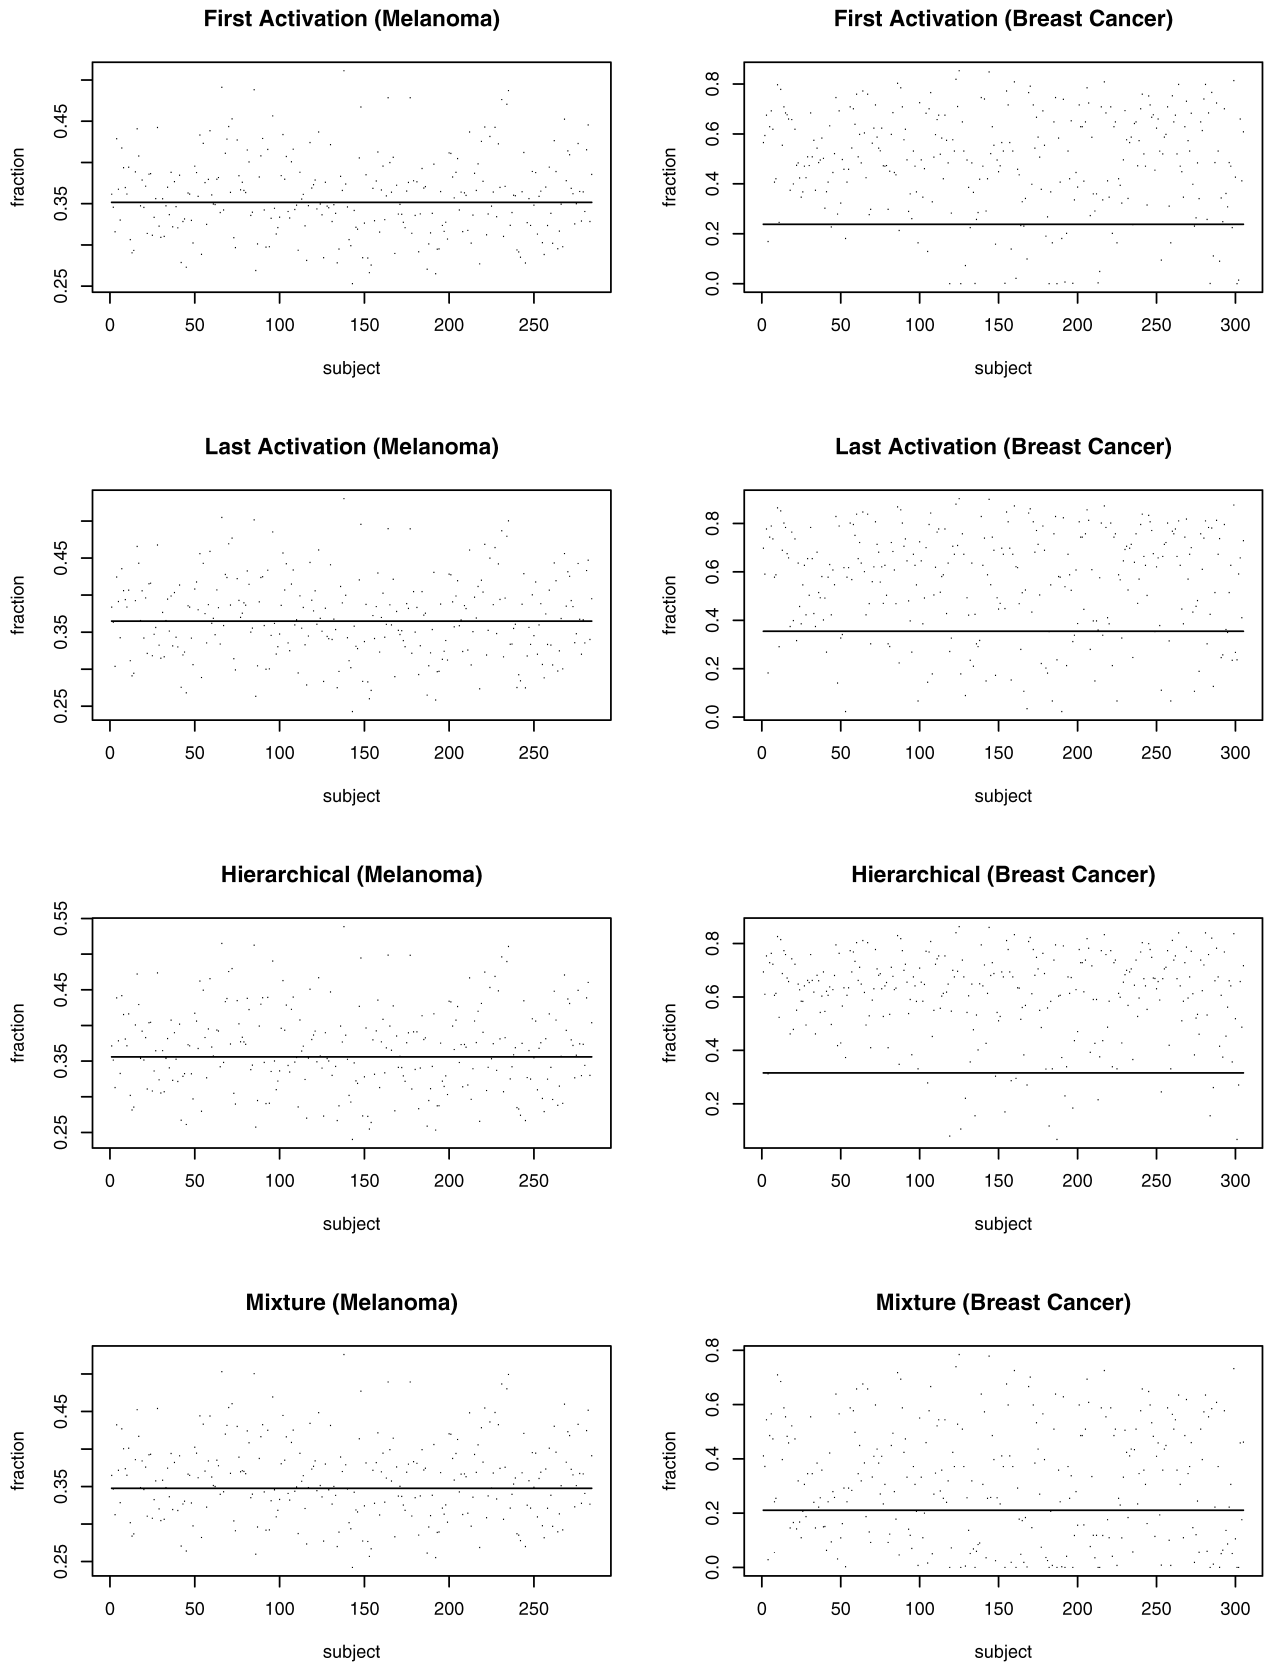 First Activation (Melanoma)
fraction
0.25 0.35 0.45
0 50 100 150 200 250
subject
First Activation (Breast Cancer)
fraction
0.0 0.2 0.4 0.6 0.8
0 50 100 150 200 250 300
subject
Last Activation (Melanoma)
fraction
0.25 0.35 0.45
0 50 100 150 200 250
subject
Last Activation (Breast Cancer)
fraction
0.0 0.2 0.4 0.6 0.8
0 50 100 150 200 250 300
subject
Hierarchical (Melanoma)
fraction
0.25 0.35 0.45 0.55
0 50 100 150 200 250
subject
Hierarchical (Breast Cancer)
fraction
0.2 0.4 0.6 0.8
0 50 100 150 200 250 300
subject
Mixture (Melanoma)
fraction
0.25 0.35 0.45
0 50 100 150 200 250
subject
Mixture (Breast Cancer)
fraction
0.0 0.2 0.4 0.6 0.8
0 50 100 150 200 250 300
subject